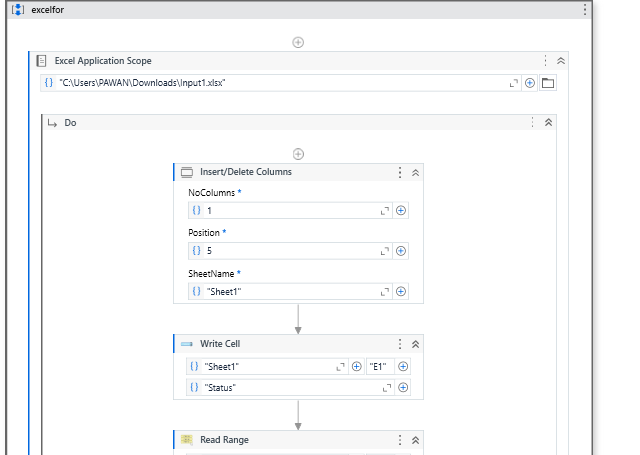 excelfor
Excel Application Scope
"C:\Users\PAWAN\Downloads\Input1.xlsx"
Do
Insert/Delete Columns
NoColumns *
1
Position *
5
SheetName *
"Sheet1"
Write Cell
"Sheet1" "E1"
"Status"
Read Range